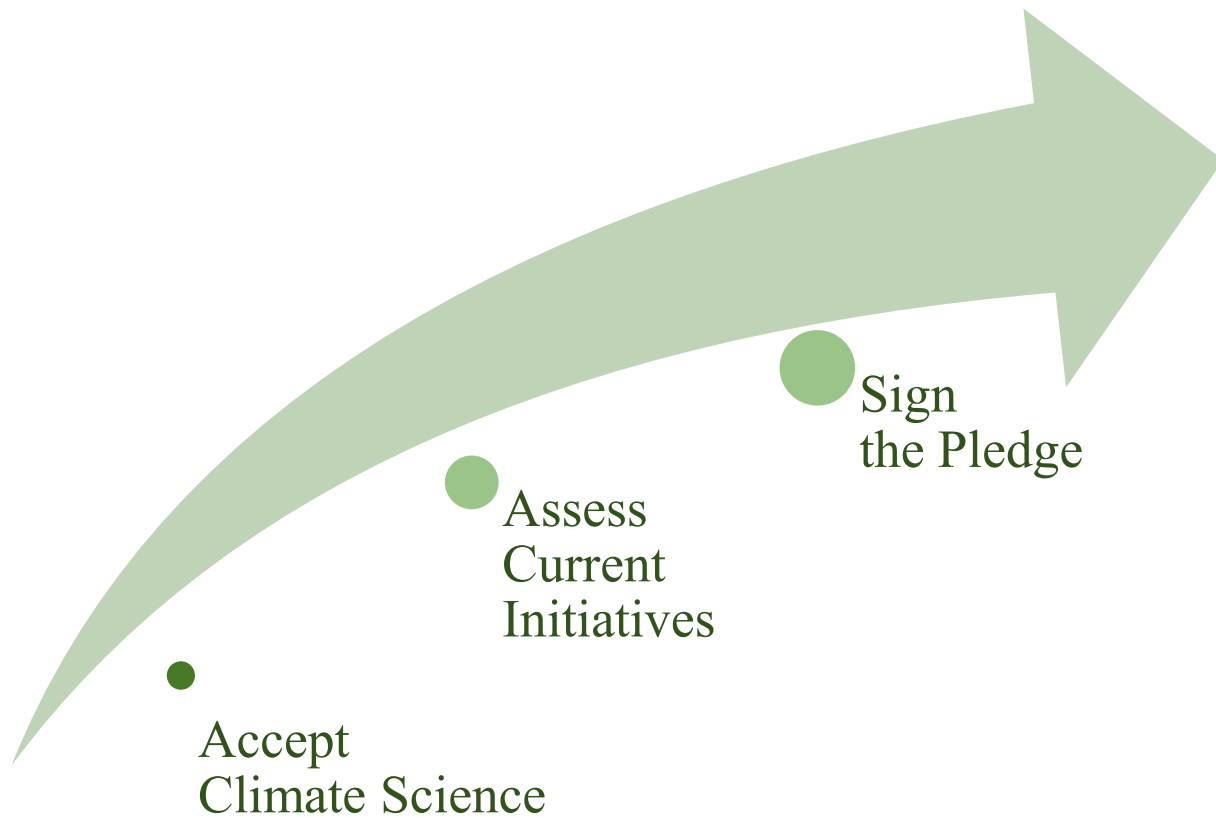 Accept
Climate Science
Assess
Current
Initiatives
Sign
the Pledge